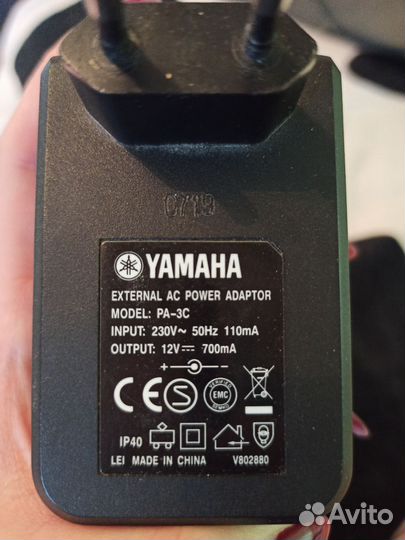 0719
YAMAHA
EXTERNAL AC POWER ADAPTOR
MODEL: PA-3C
INPUT: 230V~ 50Hz 110mA
OUTPUT: 12V⎓ 700mA
+ -
CE S EMC
IP40
LEI MADE IN CHINA V802880
Avito